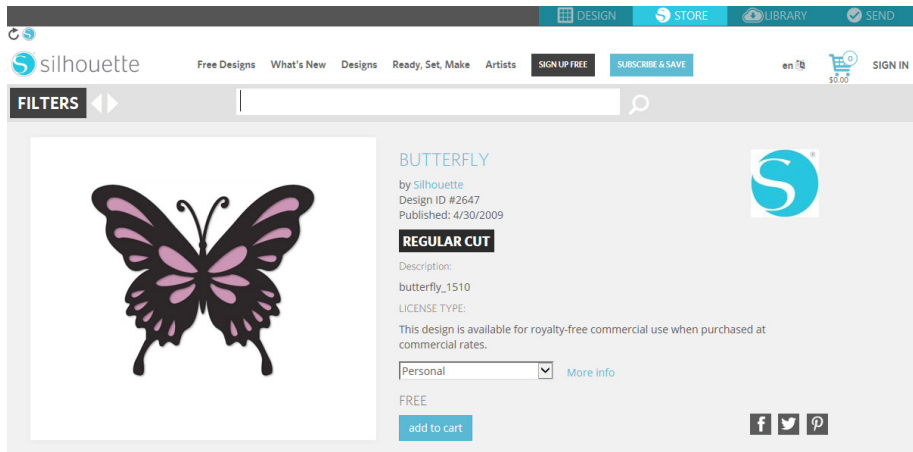 DESIGN
STORE
LIBRARY
SEND
silhouette
Free Designs
What's New
Designs
Ready, Set, Make
Artists
SIGN UP FREE
SUBSCRIBE & SAVE
en
0
$0.00
SIGN IN
FILTERS
BUTTERFLY
by Silhouette
Design ID #2647
Published: 4/30/2009
REGULAR CUT
Description:
butterfly_1510
LICENSE TYPE:
This design is available for royalty-free commercial use when purchased at
commercial rates.
Personal
More info
FREE
add to cart